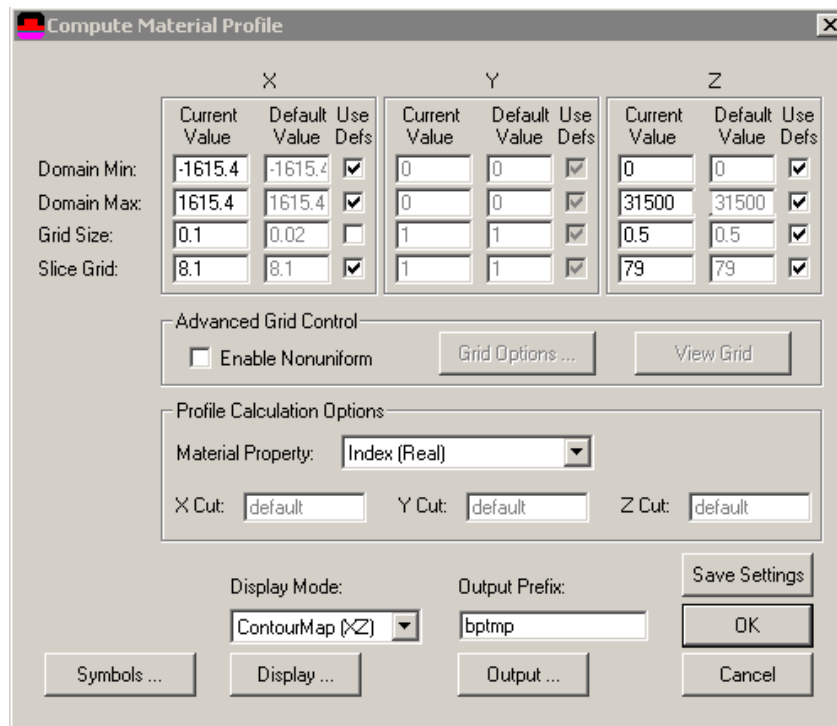 Compute Material Profile
X Y Z
Current Default Use Current Default Use Current Default Use
Value Value Defs Value Value Defs Value Value Defs
Domain Min: -1615.4 -1615.4 0 0 0 0
Domain Max: 1615.4 1615.4 0 0 31500 31500
Grid Size: 0.1 0.02 1 1 0.5 0.5
Slice Grid: 8.1 8.1 1 1 79 79
Advanced Grid Control
Enable Nonuniform Grid Options ... View Grid
Profile Calculation Options
Material Property: Index (Real)
X Cut: default Y Cut: default Z Cut: default
Save Settings
Display Mode: Output Prefix:
ContourMap (XZ) bptmp OK
Symbols ... Display ... Output ... Cancel